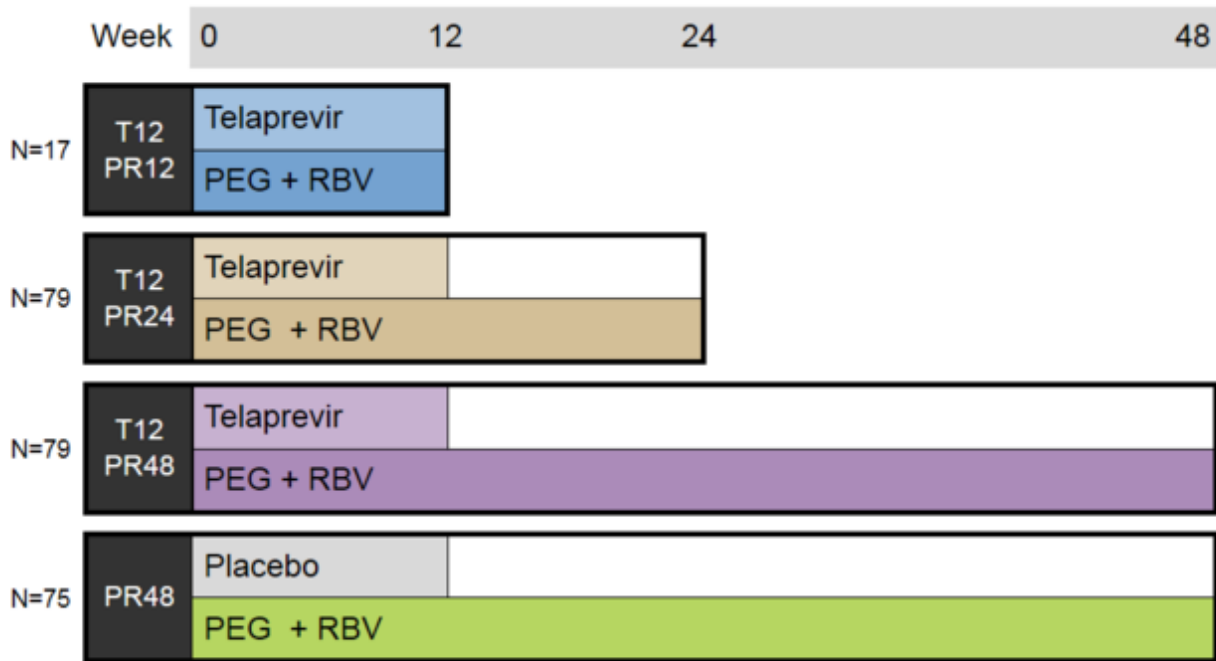 Week 0 12 24 48
N=17
T12
PR12
Telaprevir
PEG + RBV
N=79
T12
PR24
Telaprevir
PEG + RBV
N=79
T12
PR48
Telaprevir
PEG + RBV
N=75
PR48
Placebo
PEG + RBV